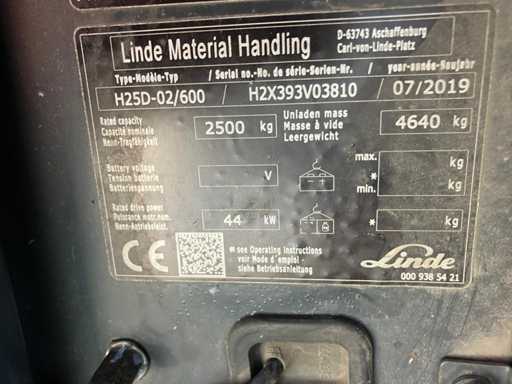 Linde Material Handling
D-63743 Aschaffenburg
Carl-von-Linde-Platz
Type-Modèle-Typ / Serial no.-No. de série-Serien-Nr. / year-année-Baujahr
H25D-02/600 / H2X393V03810 / 07/2019
Rated capacity
Capacité nominale
Nenn-Tragfähigkeit
2500 kg
Unladen mass
Masse à vide
Leergewicht
4640 kg
Battery voltage
Tension batterie
Batteriespannung
V
max. kg
*
min. kg
Rated drive power
Puissance motr.nom.
Nenn-Antriebsleist.
44 kW
* kg
CE
* see Operating instructions
voir Mode d'emploi -
siehe Betriebsanleitung
Linde
000 938 54 21